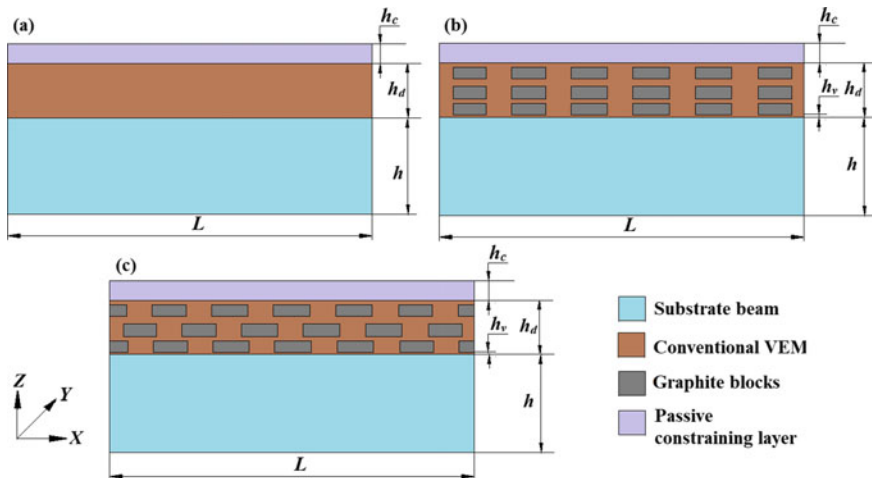 (a)
h_c
h_d
h
L
(b)
h_c
h_v
h_d
h
L
(c)
h_c
h_v
h_d
h
L
Z
Y
X
Substrate beam
Conventional VEM
Graphite blocks
Passive
constraining layer